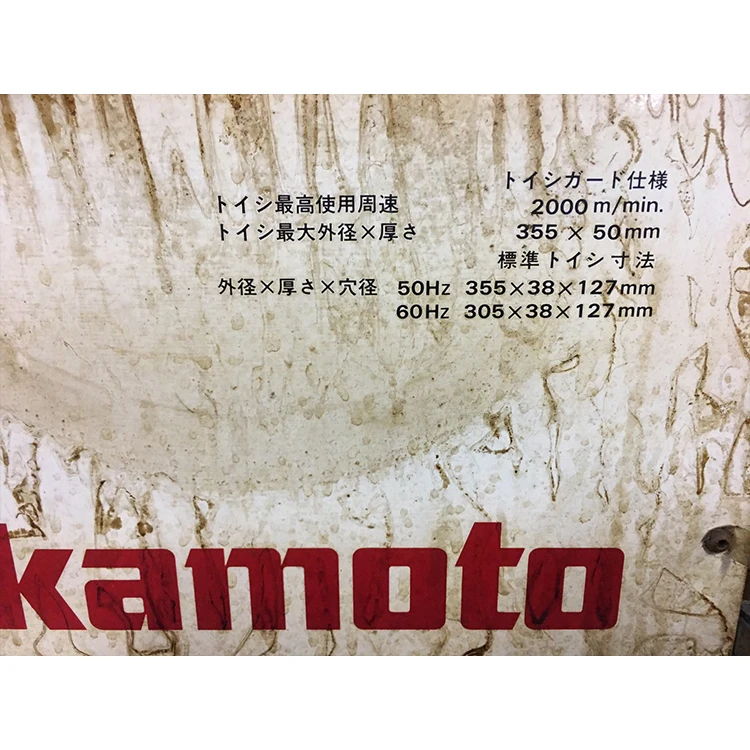 トイシガード仕様
トイシ最高使用周速 2000m/min.
トイシ最大外径×厚さ 355×50mm
標準トイシ寸法
外径×厚さ×穴径 50Hz 355×38×127mm
60Hz 305×38×127mm
kamoto